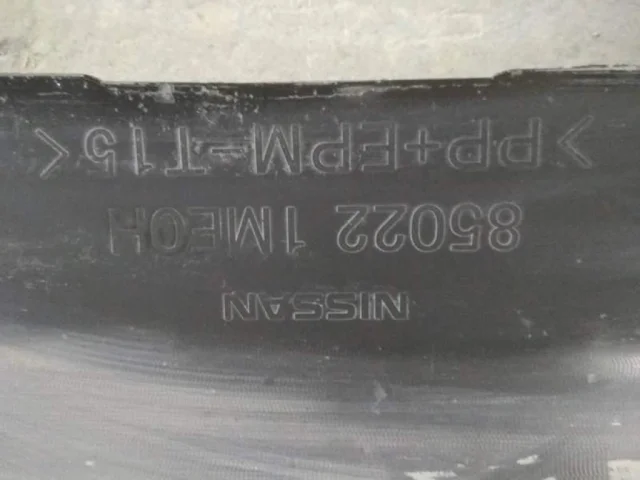 NISSAN
85022 1ME0H
>PP+EPM-T15<